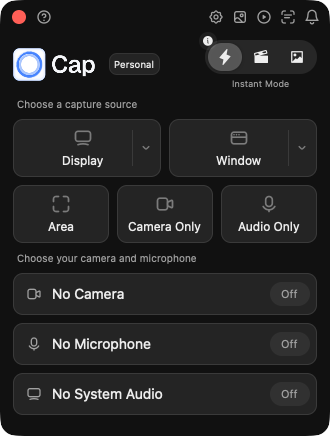 Cap
Personal
Instant Mode
Choose a capture source
Display
Window
Area
Camera Only
Audio Only
Choose your camera and microphone
No Camera
Off
No Microphone
Off
No System Audio
Off